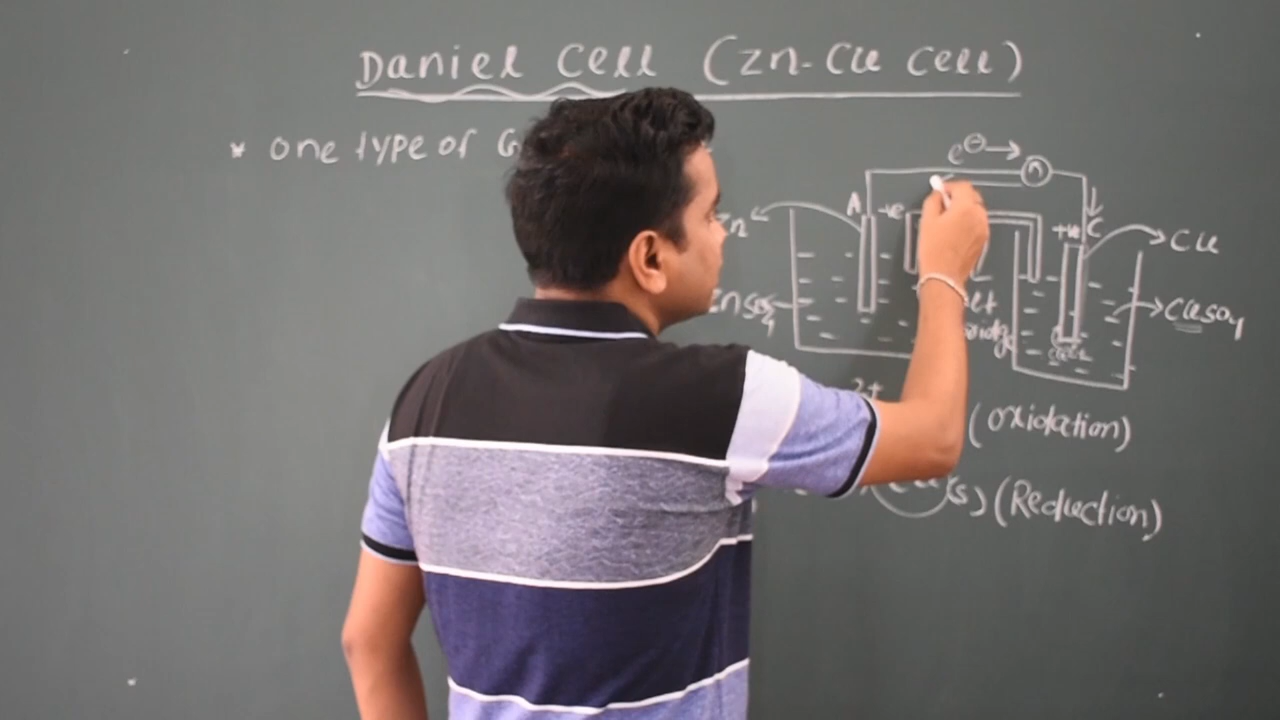 Daniel Cell (Zn-Cu Cell)
* one type of G
e⊖→ n
A -ve +ve C
Zn Cu
ZnSO4 CuSO4
2+ (Oxidation)
(s) (Reduction)